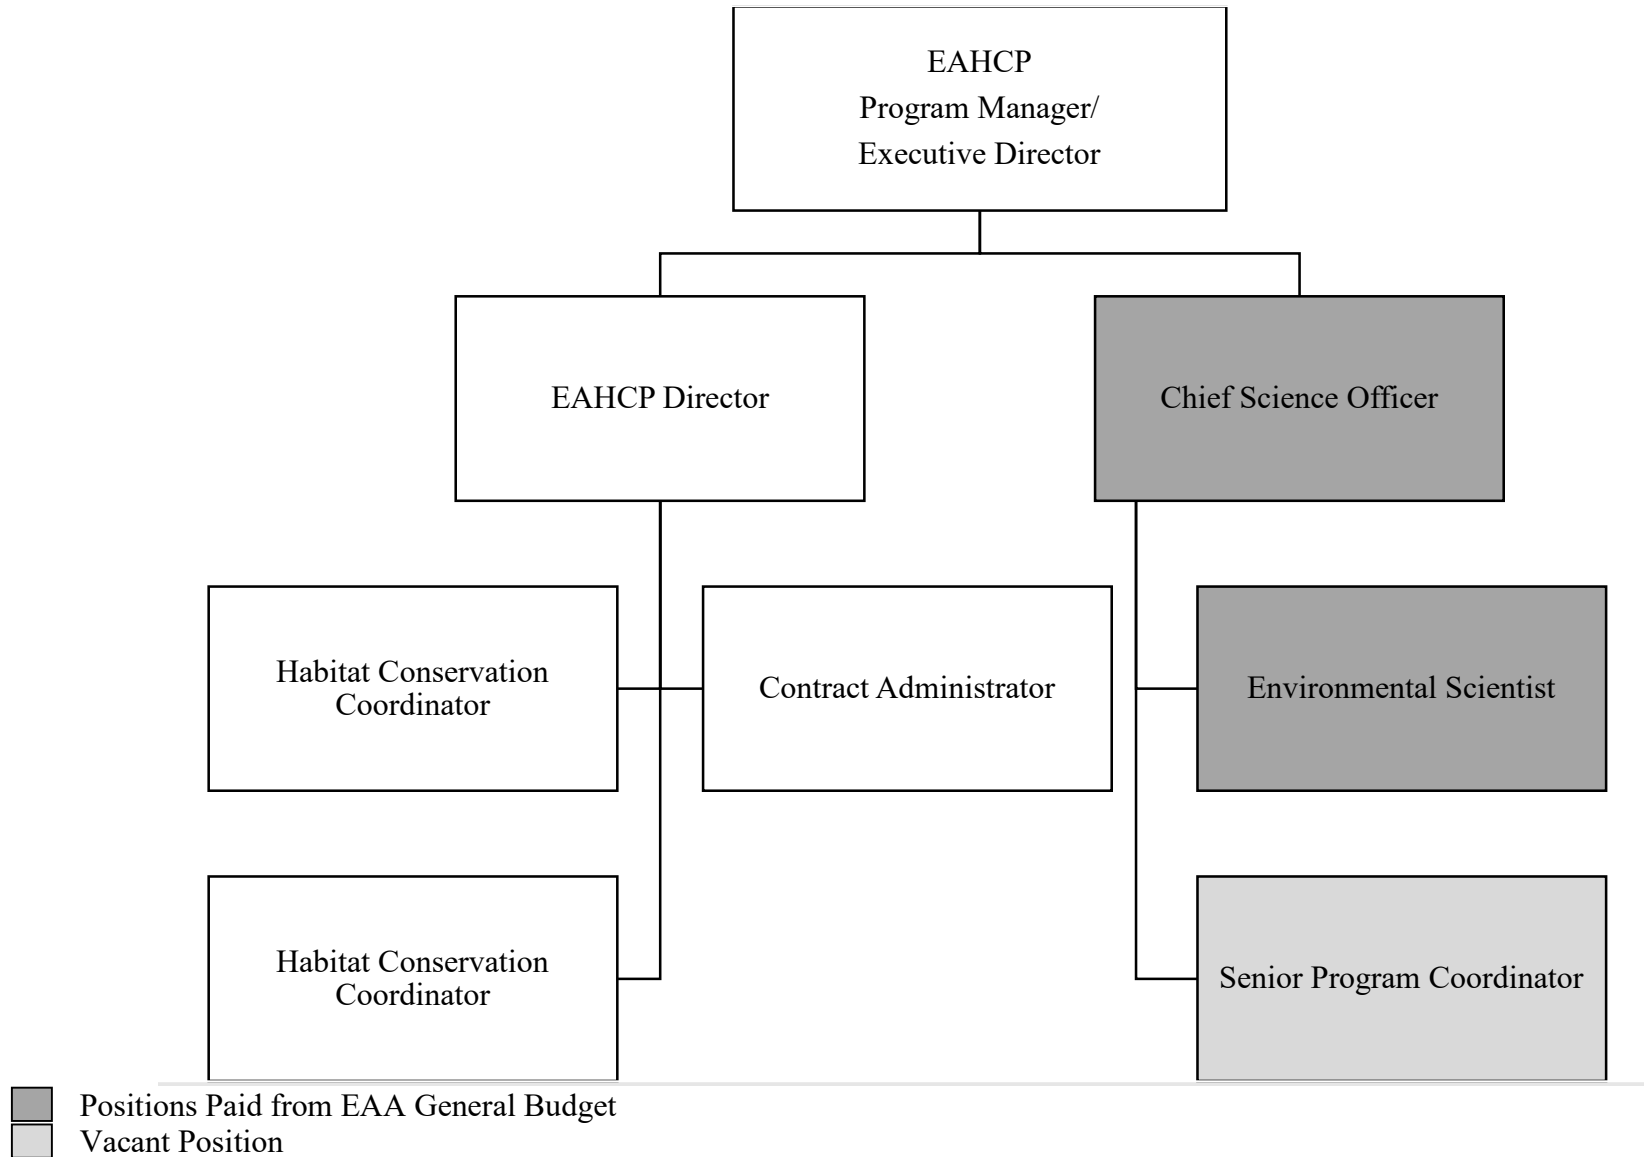 EAHCP
Program Manager/
Executive Director
EAHCP Director
Chief Science Officer
Habitat Conservation
Coordinator
Contract Administrator
Environmental Scientist
Habitat Conservation
Coordinator
Senior Program Coordinator
Positions Paid from EAA General Budget
Vacant Position